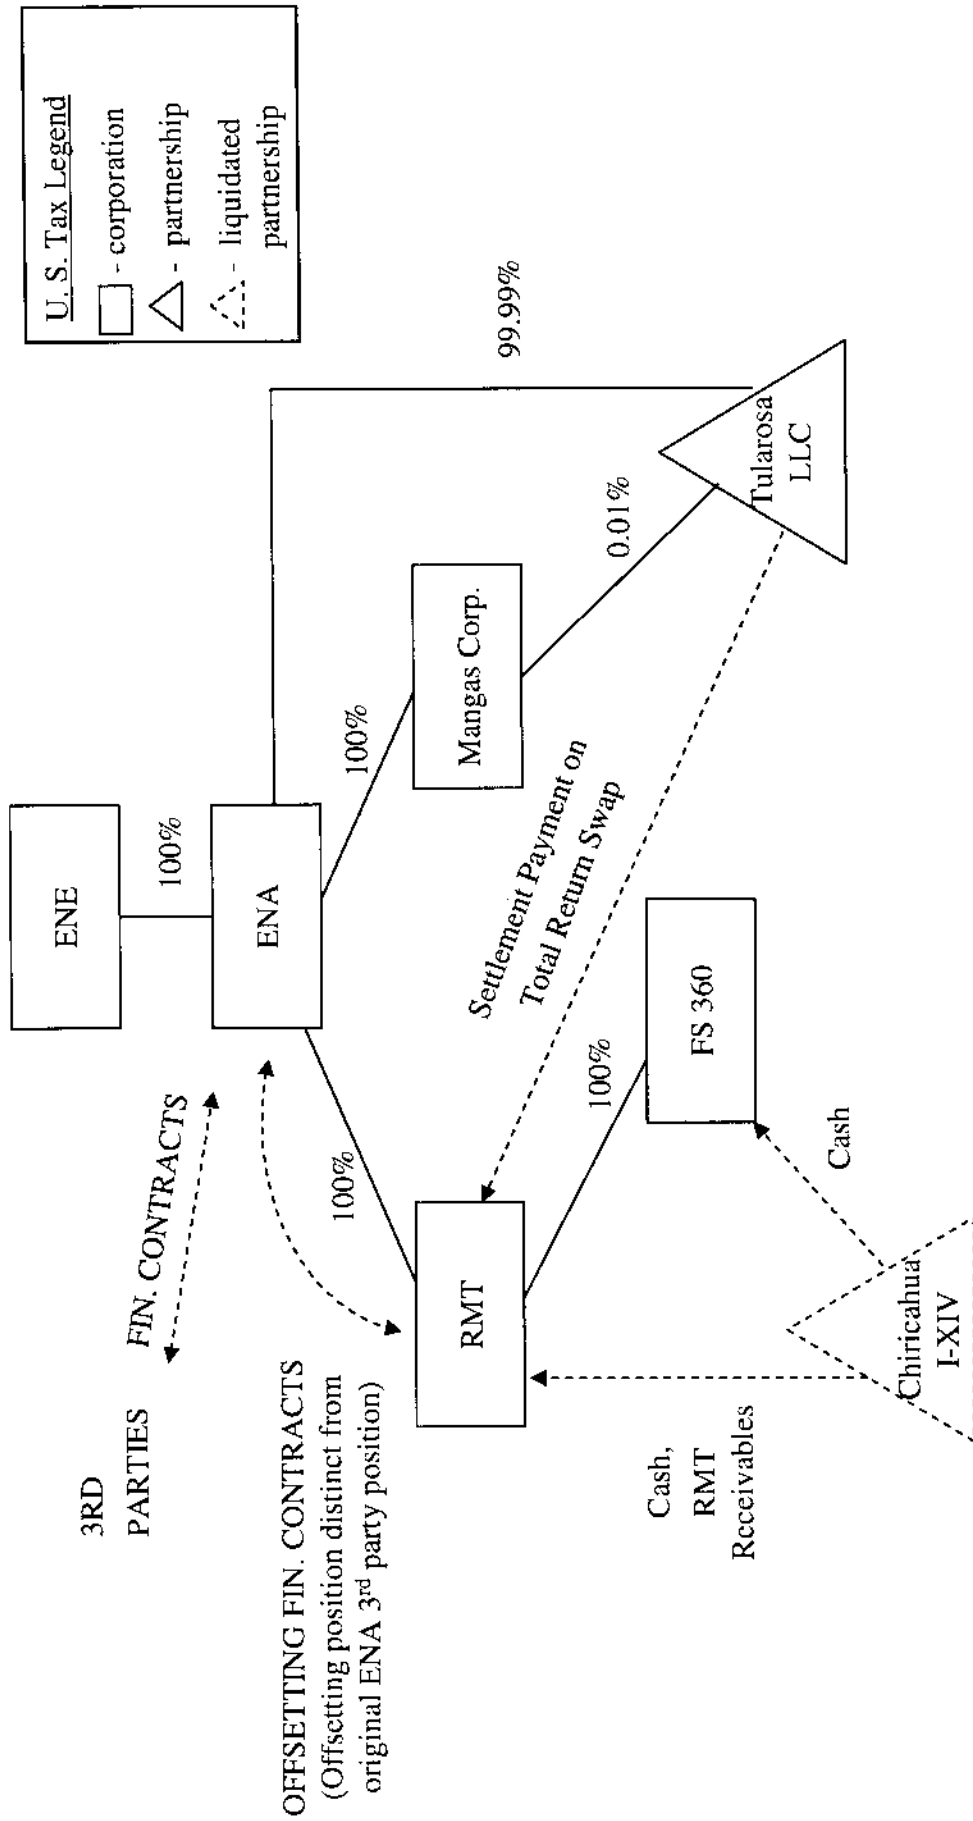 U. S. Tax Legend
- corporation
- partnership
- liquidated
partnership
ENE
3RD
PARTIES
FIN. CONTRACTS
100%
ENA
99.99%
OFFSETTING FIN. CONTRACTS
(Offsetting position distinct from
original ENA 3rd party position)
100%
100%
RMT
Mangas Corp.
Settlement Payment on
Total Return Swap
0.01%
100%
FS 360
Tularosa
LLC
Cash,
RMT
Receivables
Cash
Chiricahua
I-XIV